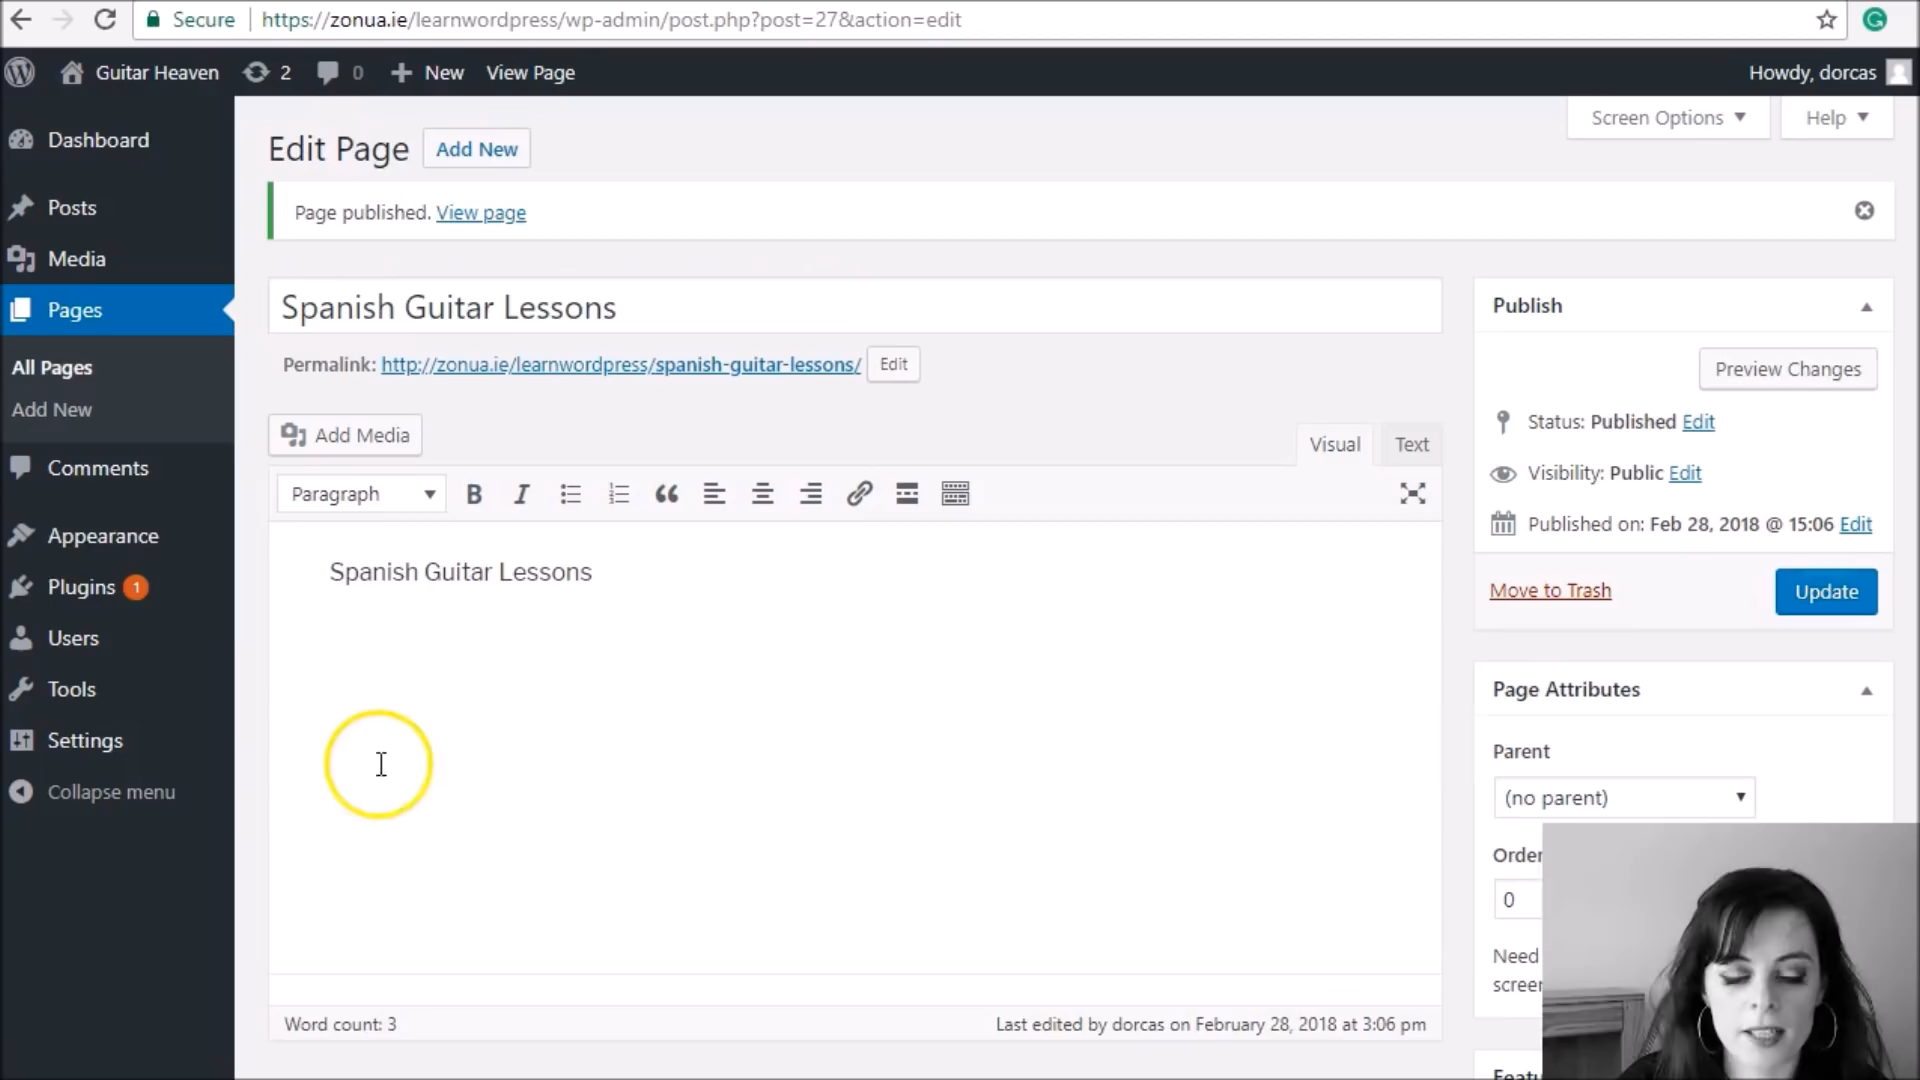 Secure https://zonua.ie/learnwordpress/wp-admin/post.php?post=27&action=edit
Guitar Heaven 2 0 New View Page Howdy, dorcas
Screen Options Help
Dashboard
Posts
Media
Pages
All Pages
Add New
Comments
Appearance
Plugins 1
Users
Tools
Settings
Collapse menu
Edit Page Add New
Page published. View page
Spanish Guitar Lessons
Permalink: http://zonua.ie/learnwordpress/spanish-guitar-lessons/ Edit
Add Media
Visual Text
Paragraph
Spanish Guitar Lessons
Word count: 3
Last edited by dorcas on February 28, 2018 at 3:06 pm
Publish
Preview Changes
Status: Published Edit
Visibility: Public Edit
Published on: Feb 28, 2018 @ 15:06 Edit
Move to Trash Update
Page Attributes
Parent
(no parent)
Order
0
Need